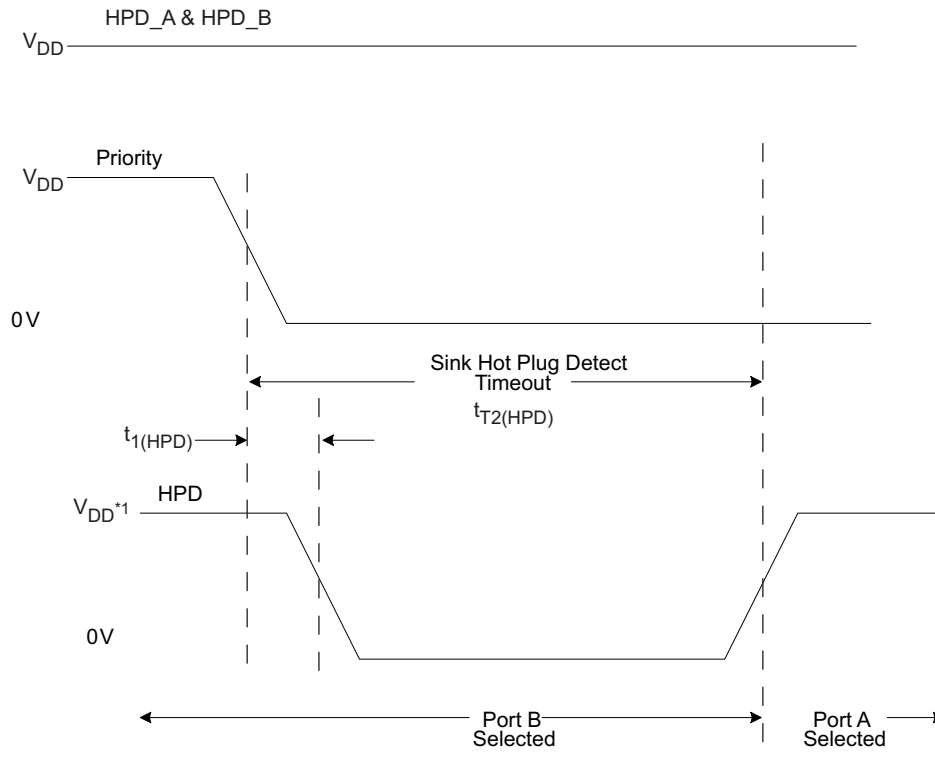 HPD_A & HPD_B
VDD
Priority
VDD
0V
Sink Hot Plug Detect
Timeout
tT2(HPD)
t1(HPD)
HPD
VDD*1
0V
Port B
Selected
Port A
Selected